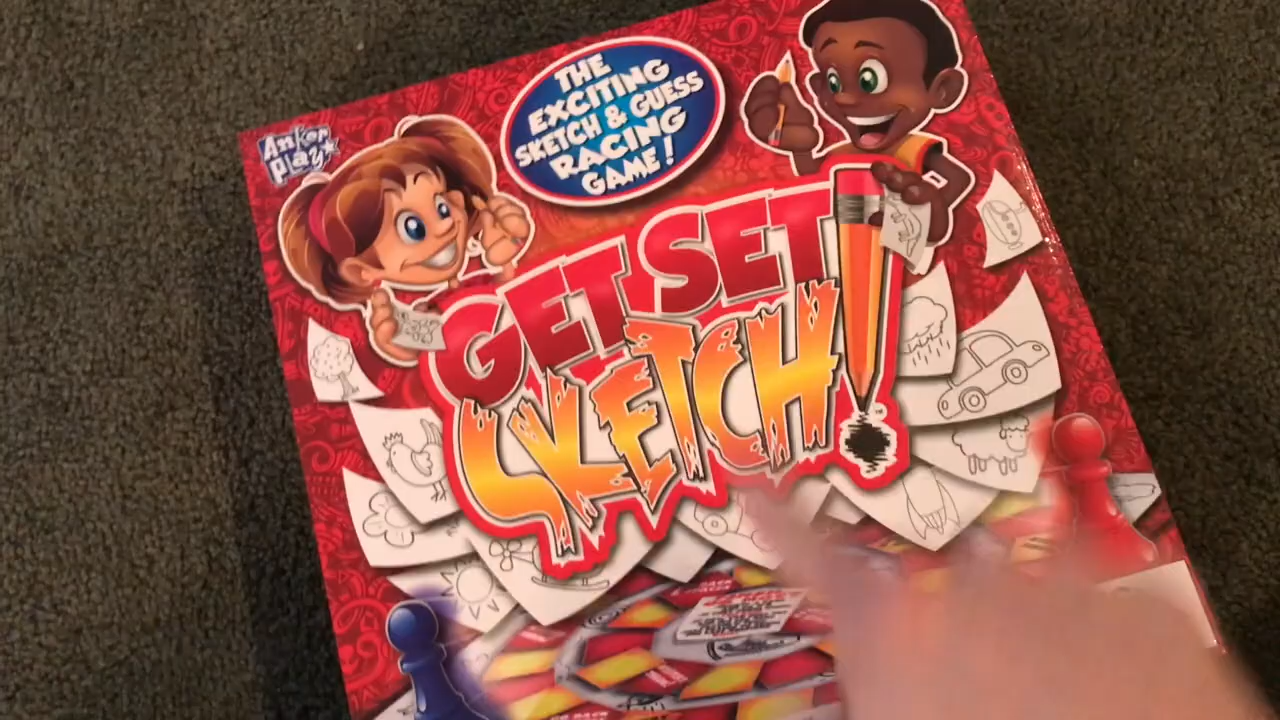 Anker
play
THE
EXCITING
SKETCH & GUESS
RACING
GAME!
GET SET
SKETCH!